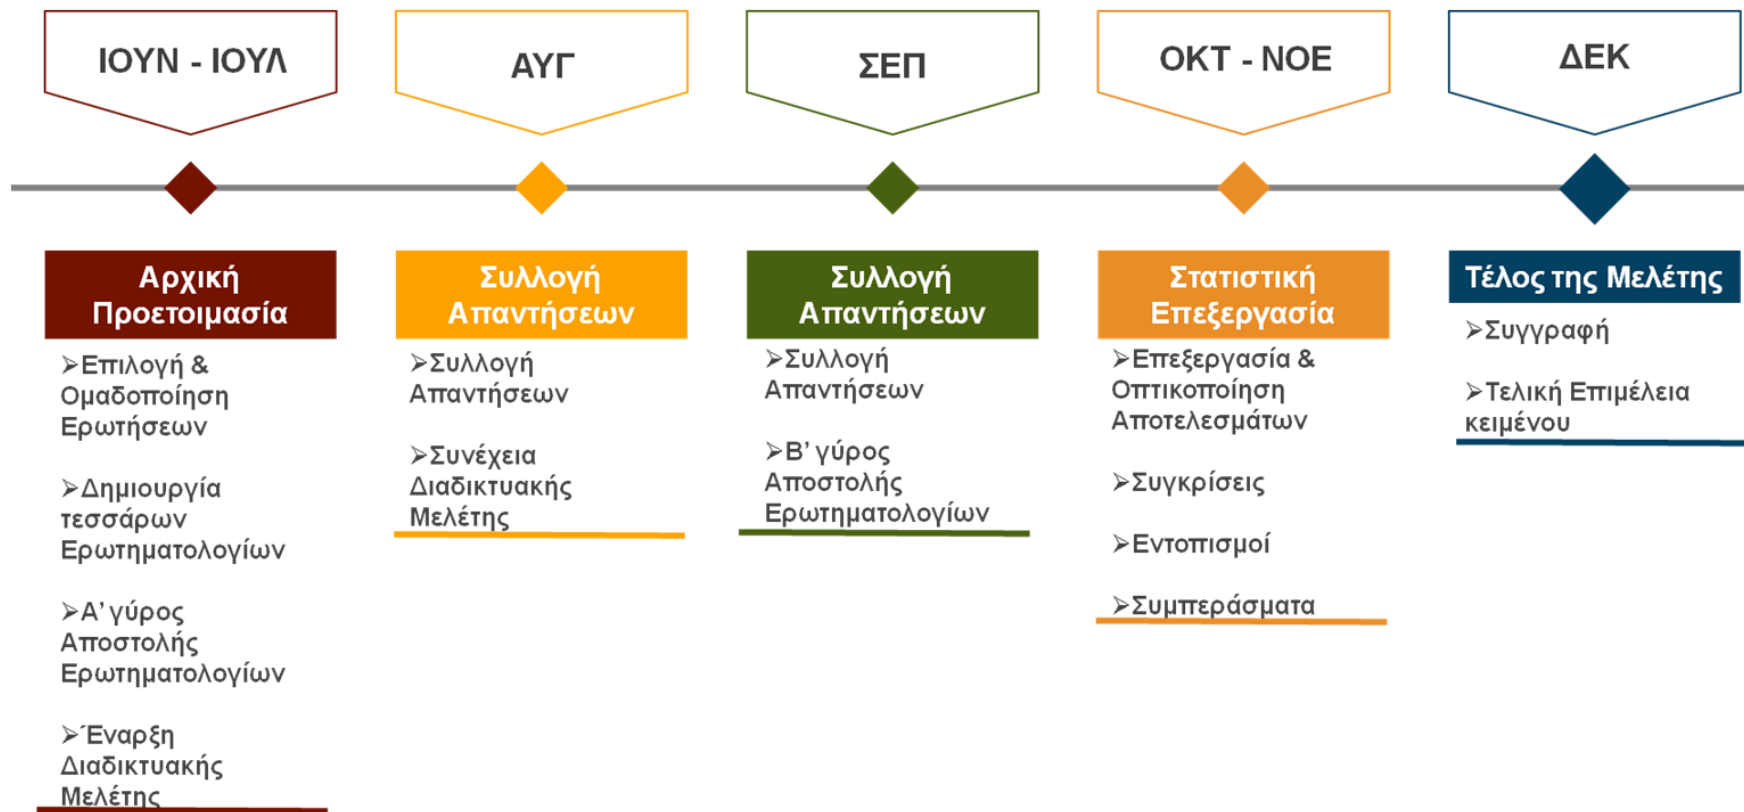 ΙΟΥΝ - ΙΟΥΛ
ΑΥΓ
ΣΕΠ
ΟΚΤ - ΝΟΕ
ΔΕΚ
Αρχική
Προετοιμασία
➢Επιλογή &
Ομαδοποίηση
Ερωτήσεων
➢Δημιουργία
τεσσάρων
Ερωτηματολογίων
➢Α' γύρος
Αποστολής
Ερωτηματολογίων
➢Έναρξη
Διαδικτυακής
Μελέτης
Συλλογή
Απαντήσεων
➢Συλλογή
Απαντήσεων
➢Συνέχεια
Διαδικτυακής
Μελέτης
Συλλογή
Απαντήσεων
➢Συλλογή
Απαντήσεων
➢Β' γύρος
Αποστολής
Ερωτηματολογίων
Στατιστική
Επεξεργασία
➢Επεξεργασία &
Οπτικοποίηση
Αποτελεσμάτων
➢Συγκρίσεις
➢Εντοπισμοί
➢Συμπεράσματα
Τέλος της Μελέτης
➢Συγγραφή
➢Τελική Επιμέλεια
κειμένου